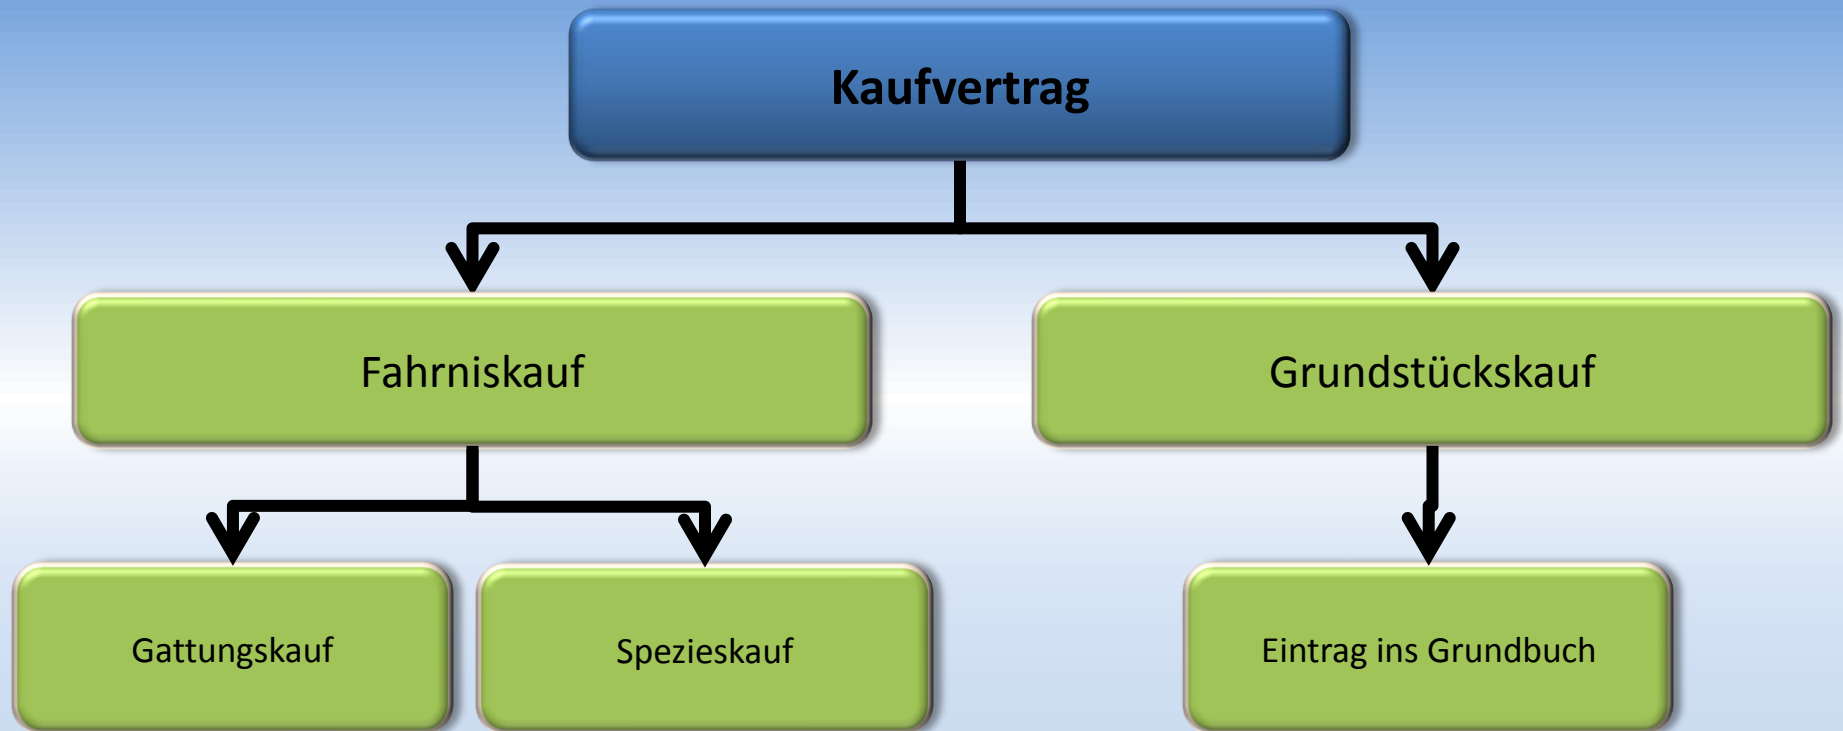 Kaufvertrag
Fahrniskauf
Grundstückskauf
Gattungskauf
Spezieskauf
Eintrag ins Grundbuch